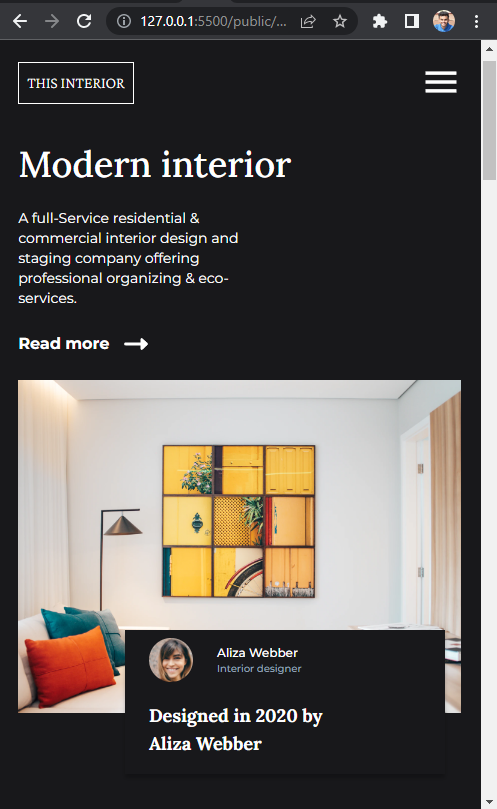 127.0.0.1:5500/public/...
THIS INTERIOR
Modern interior
A full-Service residential &
commercial interior design and
staging company offering
professional organizing & eco-
services.
Read more
Aliza Webber
Interior designer
Designed in 2020 by
Aliza Webber